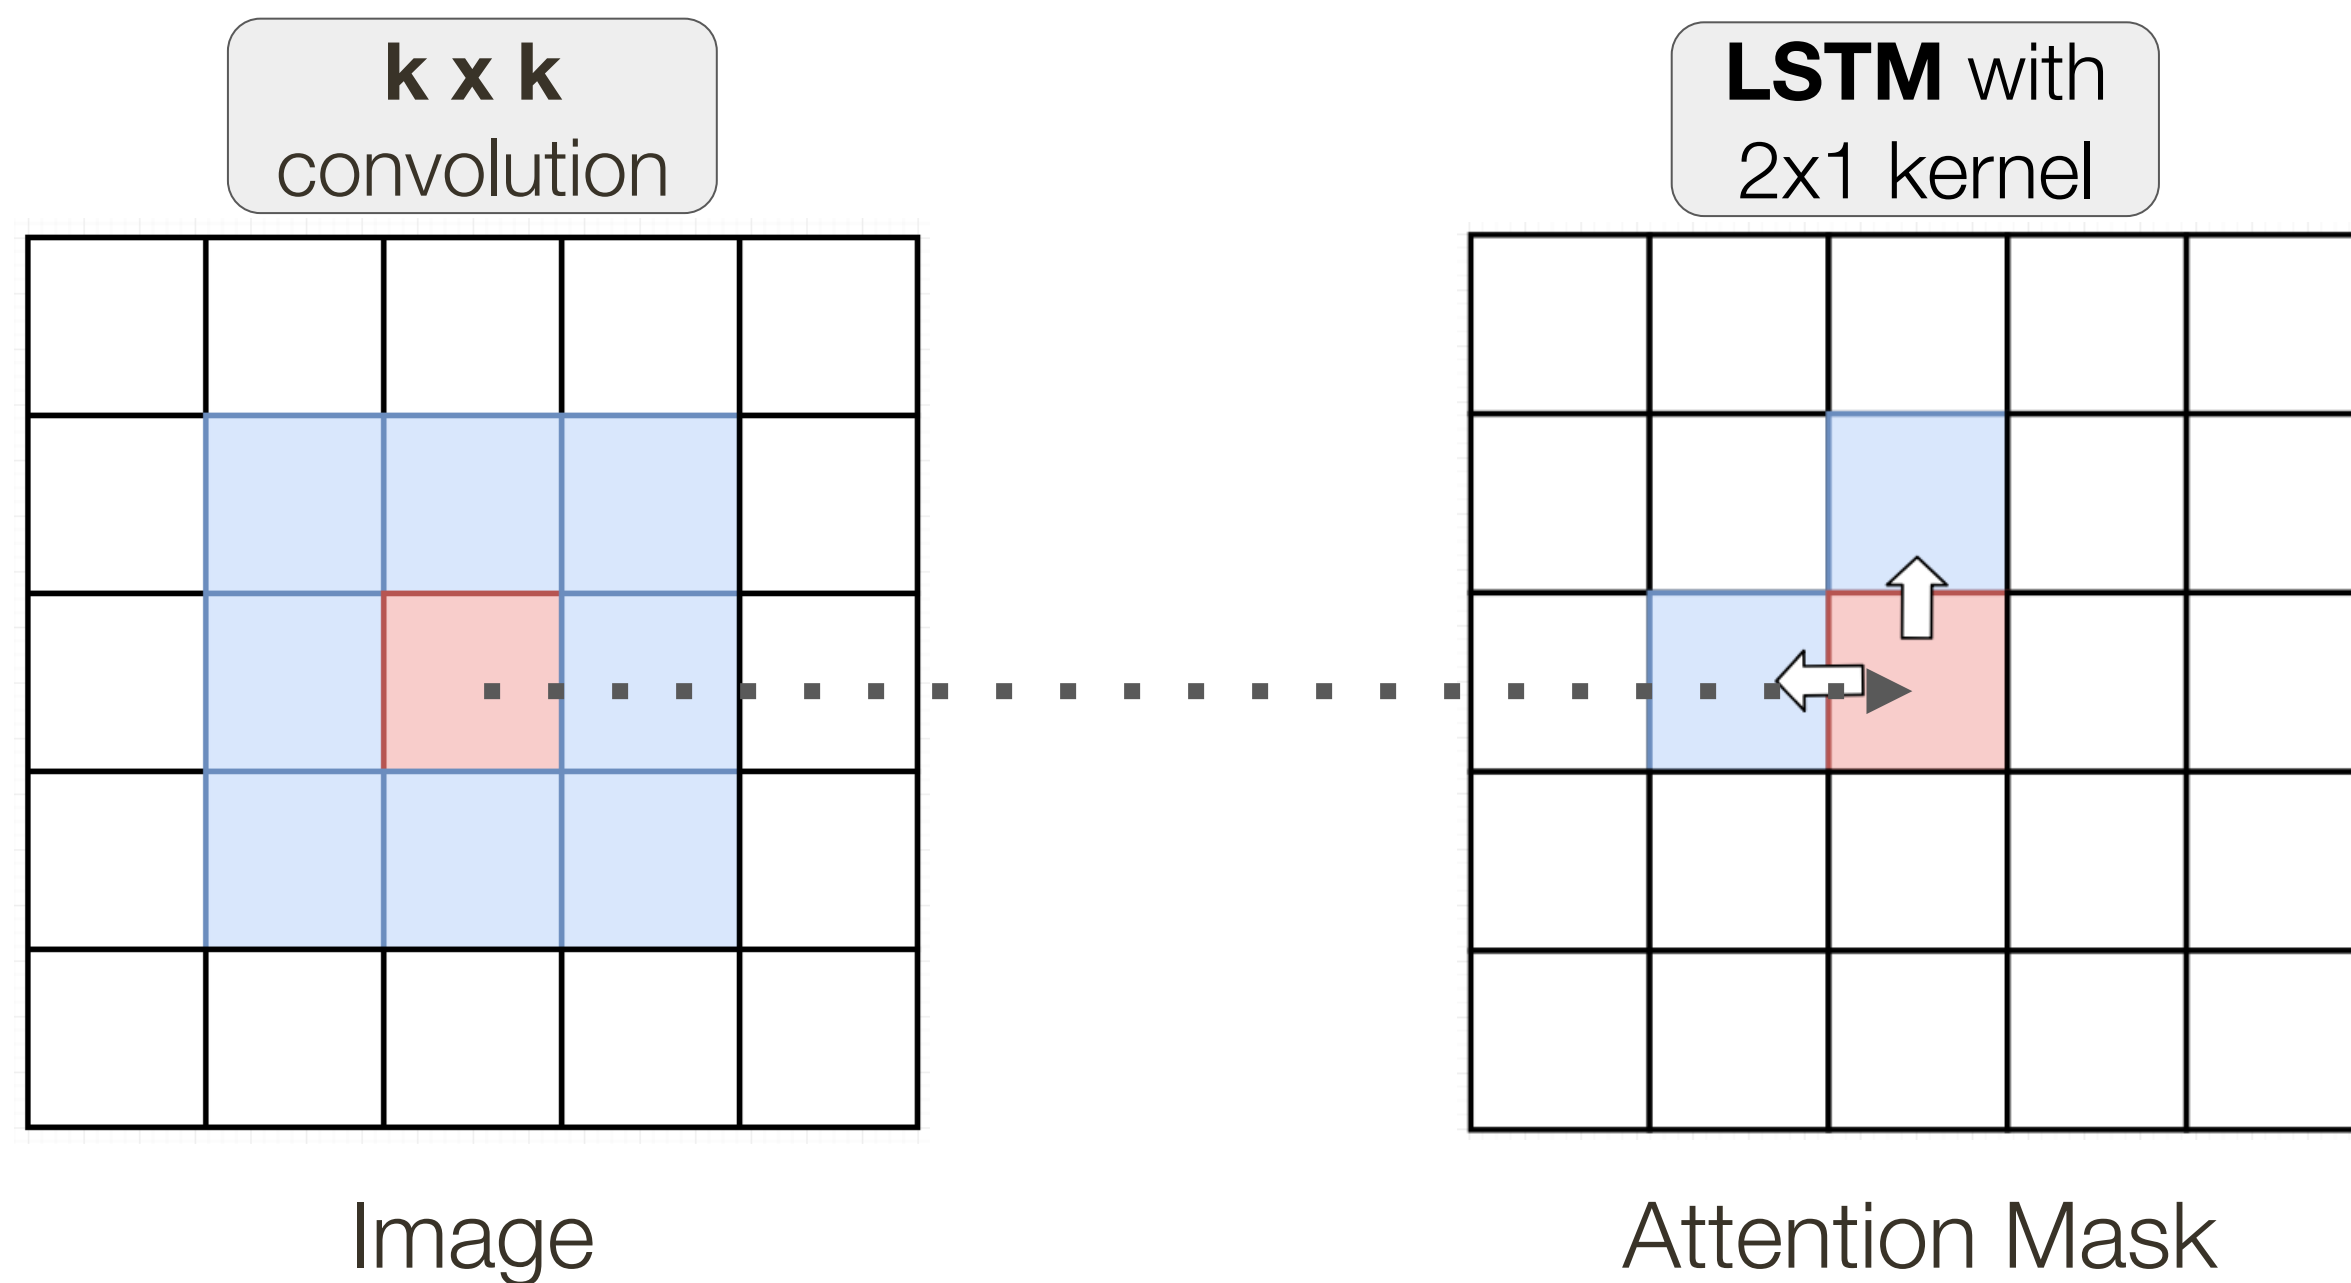 k x k
convolution
LSTM with
2x1 kernel
Image
Attention Mask